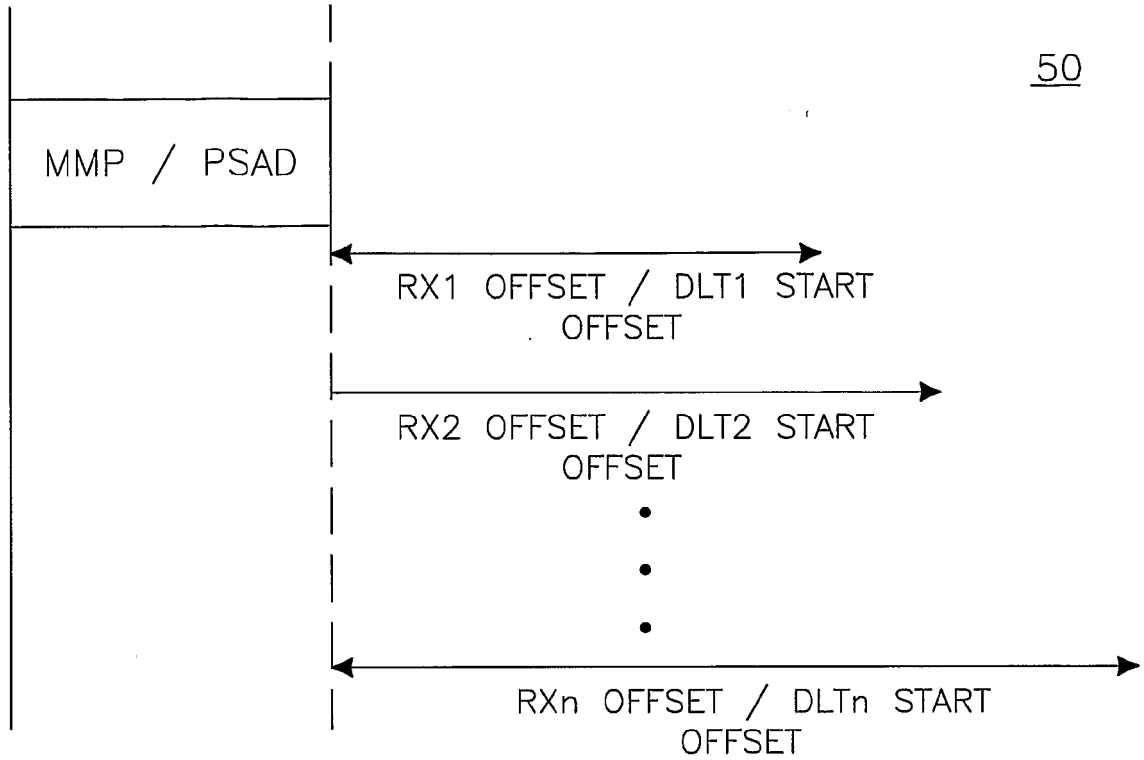 50
MMP / PSAD
RX1 OFFSET / DLT1 START
OFFSET
RX2 OFFSET / DLT2 START
OFFSET
RXn OFFSET / DLTn START
OFFSET